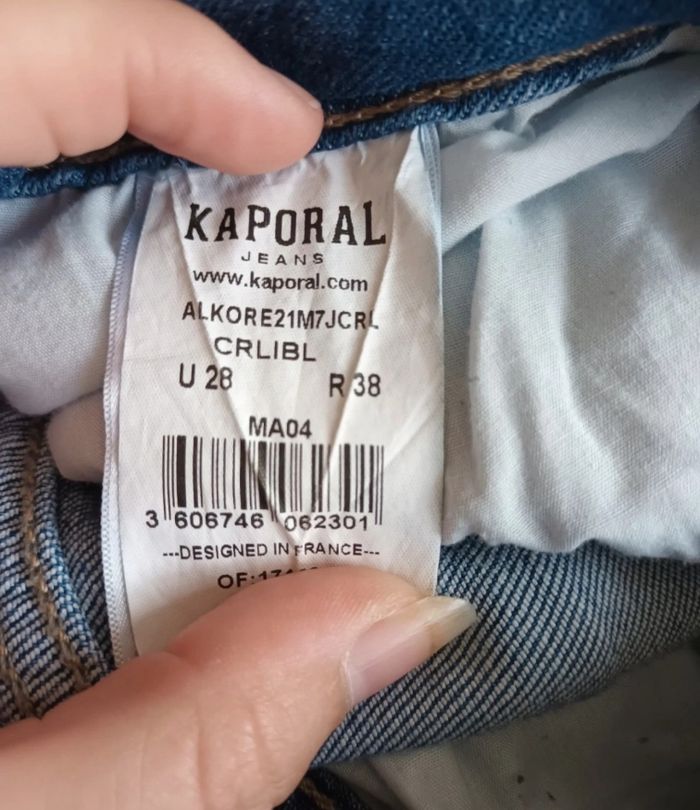 KAPORAL
JEANS
www.kaporal.com
ALKORE21M7JCRL
CRLIBL
U 28 R 38
MA04
3 606746 062301
---DESIGNED IN FRANCE---